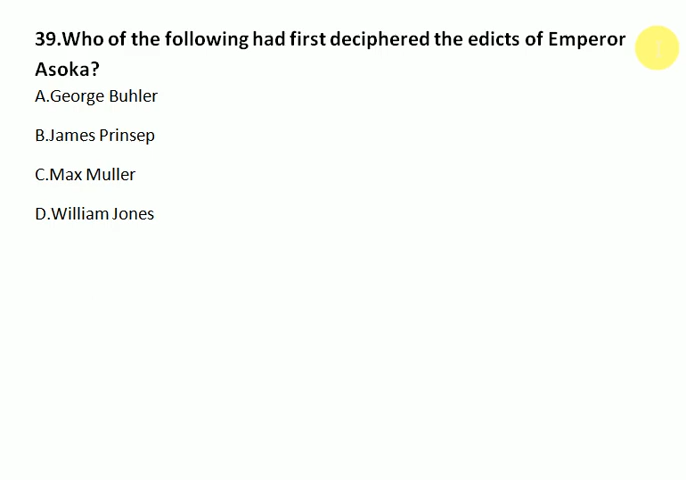 39.Who of the following had first deciphered the edicts of Emperor
Asoka?
A.George Buhler
B.James Prinsep
C.Max Muller
D.William Jones